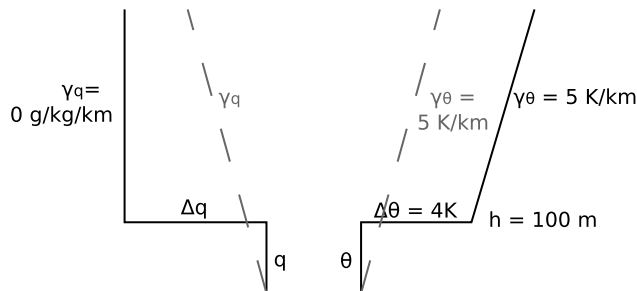 γq=
0 g/kg/km
γq
γθ =
5 K/km
γθ = 5 K/km
Δq
Δθ = 4K
h = 100 m
q
θ